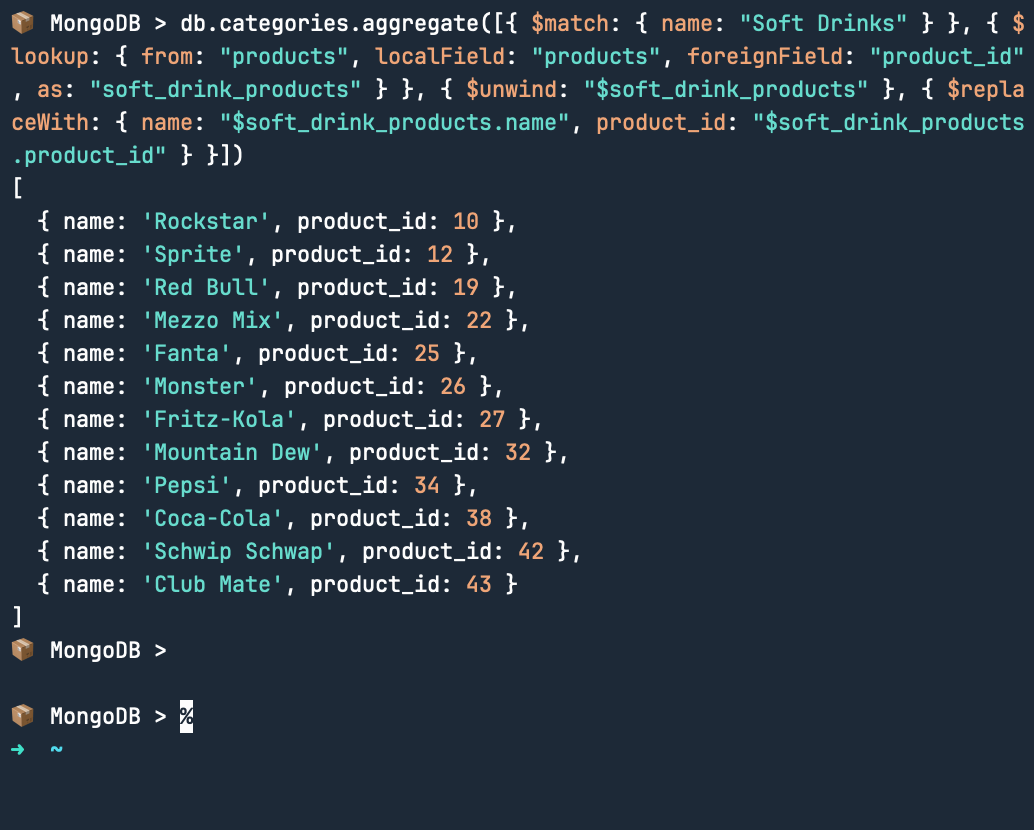 📦 MongoDB > db.categories.aggregate([{ $match: { name: "Soft Drinks" } }, { $
lookup: { from: "products", localField: "products", foreignField: "product_id"
, as: "soft_drink_products" } }, { $unwind: "$soft_drink_products" }, { $repla
ceWith: { name: "$soft_drink_products.name", product_id: "$soft_drink_products
.product_id" } }])
[
  { name: 'Rockstar', product_id: 10 },
  { name: 'Sprite', product_id: 12 },
  { name: 'Red Bull', product_id: 19 },
  { name: 'Mezzo Mix', product_id: 22 },
  { name: 'Fanta', product_id: 25 },
  { name: 'Monster', product_id: 26 },
  { name: 'Fritz-Kola', product_id: 27 },
  { name: 'Mountain Dew', product_id: 32 },
  { name: 'Pepsi', product_id: 34 },
  { name: 'Coca-Cola', product_id: 38 },
  { name: 'Schwip Schwap', product_id: 42 },
  { name: 'Club Mate', product_id: 43 }
]
📦 MongoDB >
📦 MongoDB > %
➜  ~